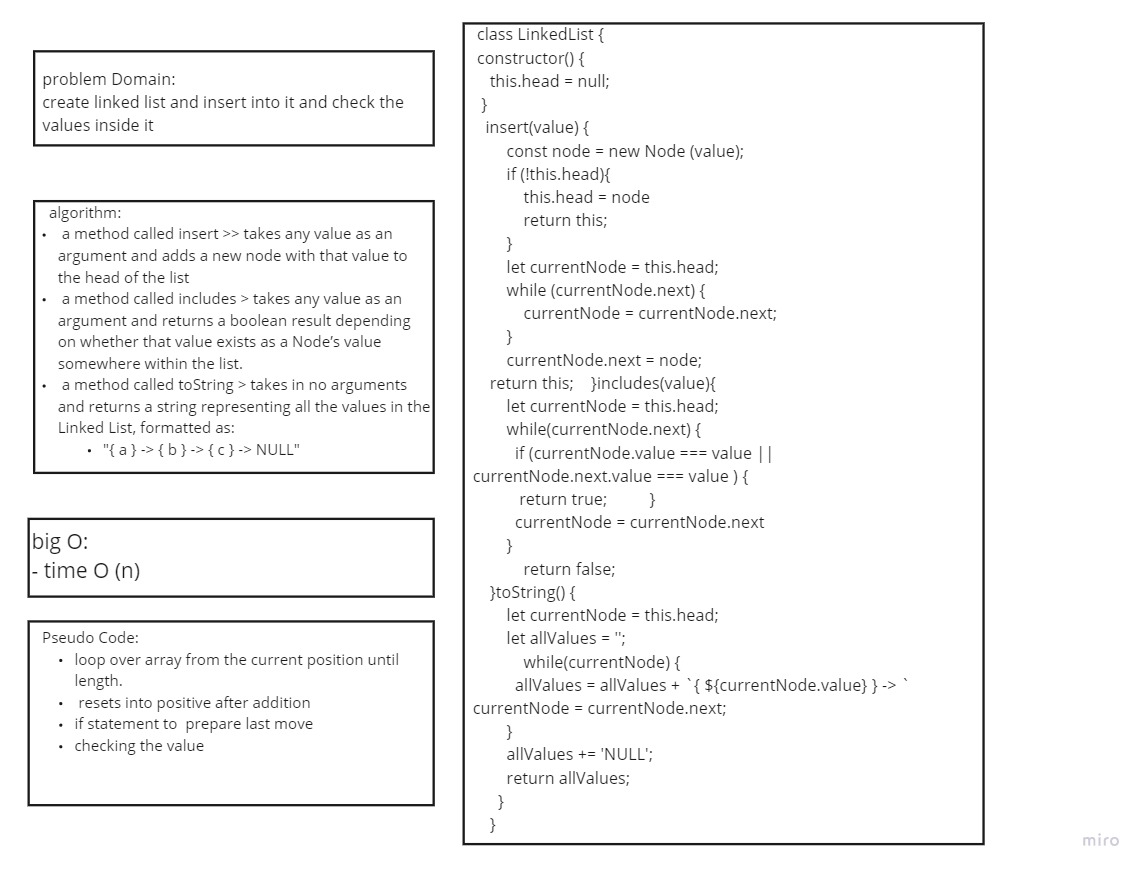 problem Domain:
create linked list and insert into it and check the
values inside it
algorithm:
• a method called insert >> takes any value as an
argument and adds a new node with that value to
the head of the list
• a method called includes > takes any value as an
argument and returns a boolean result depending
on whether that value exists as a Node's value
somewhere within the list.
• a method called toString > takes in no arguments
and returns a string representing all the values in the
Linked List, formatted as:
• "{ a } -> { b } -> { c } -> NULL"
big O:
- time O (n)
Pseudo Code:
• loop over array from the current position until
length.
• resets into positive after addition
• if statement to prepare last move
• checking the value
class LinkedList {
constructor() {
this.head = null;
}
insert(value) {
const node = new Node (value);
if (!this.head){
this.head = node
return this;
}
let currentNode = this.head;
while (currentNode.next) {
currentNode = currentNode.next;
}
currentNode.next = node;
return this; }includes(value){
let currentNode = this.head;
while(currentNode.next) {
if (currentNode.value === value ||
currentNode.next.value === value ) {
return true; }
currentNode = currentNode.next
}
return false;
}toString() {
let currentNode = this.head;
let allValues = '';
while(currentNode) {
allValues = allValues + `{ ${currentNode.value} } -> `
currentNode = currentNode.next;
}
allValues += 'NULL';
return allValues;
}
}
miro